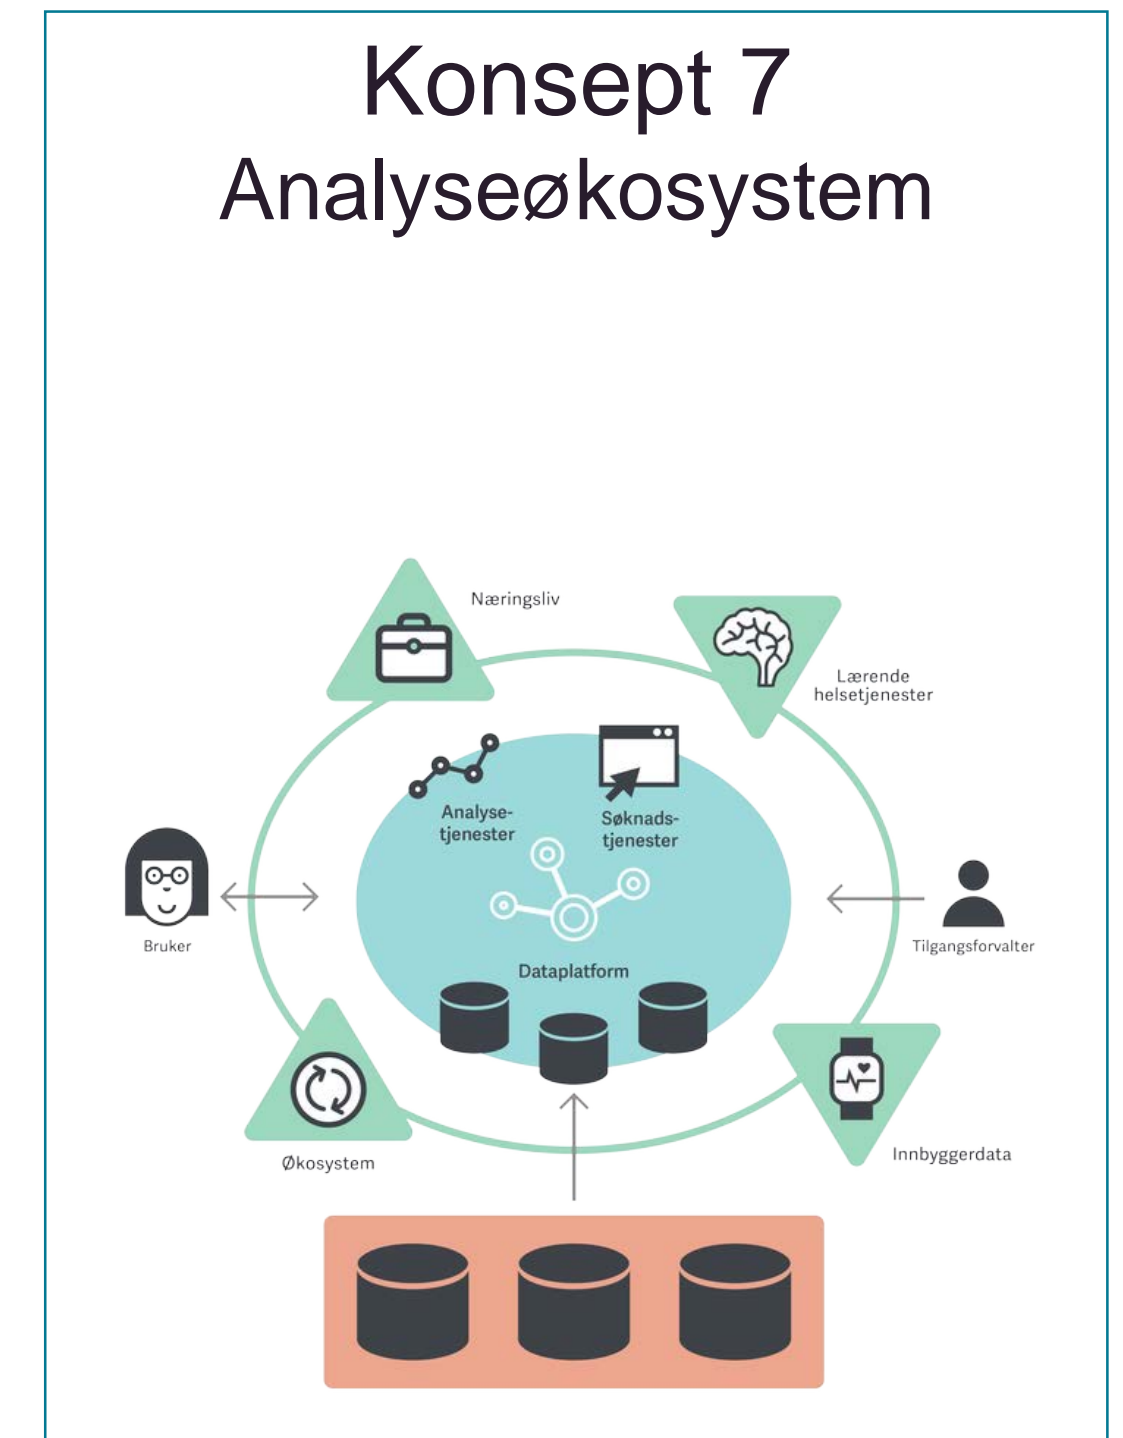 Konsept 7
Analyseøkosystem
Næringsliv
Lærende
helsetjenester
Analyse-
tjenester
Søknads-
tjenester
Bruker
Tilgangsforvalter
Dataplatform
Økosystem
Innbyggerdata